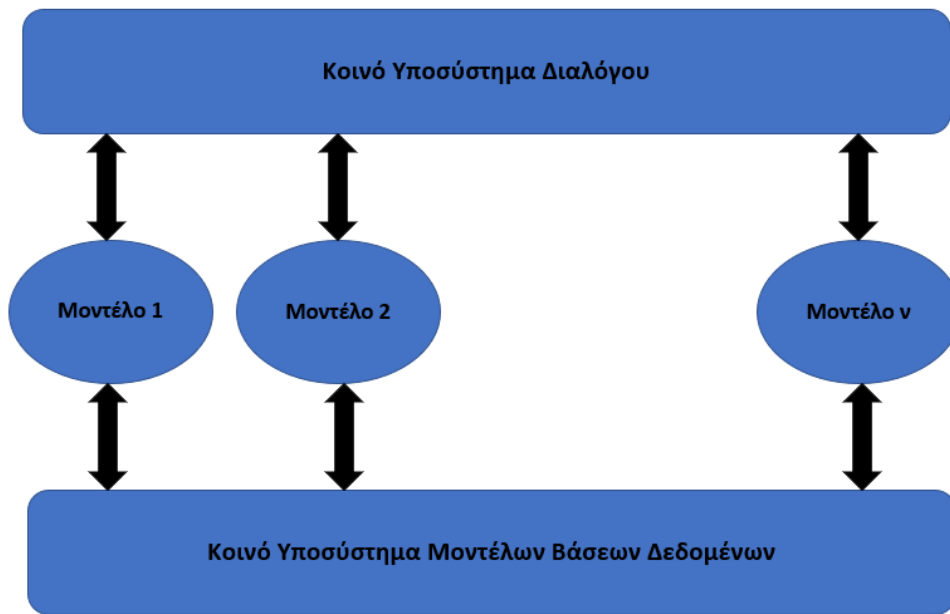 Κοινό Υποσύστημα Διαλόγου
Μοντέλο 1
Μοντέλο 2
Μοντέλο ν
Κοινό Υποσύστημα Μοντέλων Βάσεων Δεδομένων